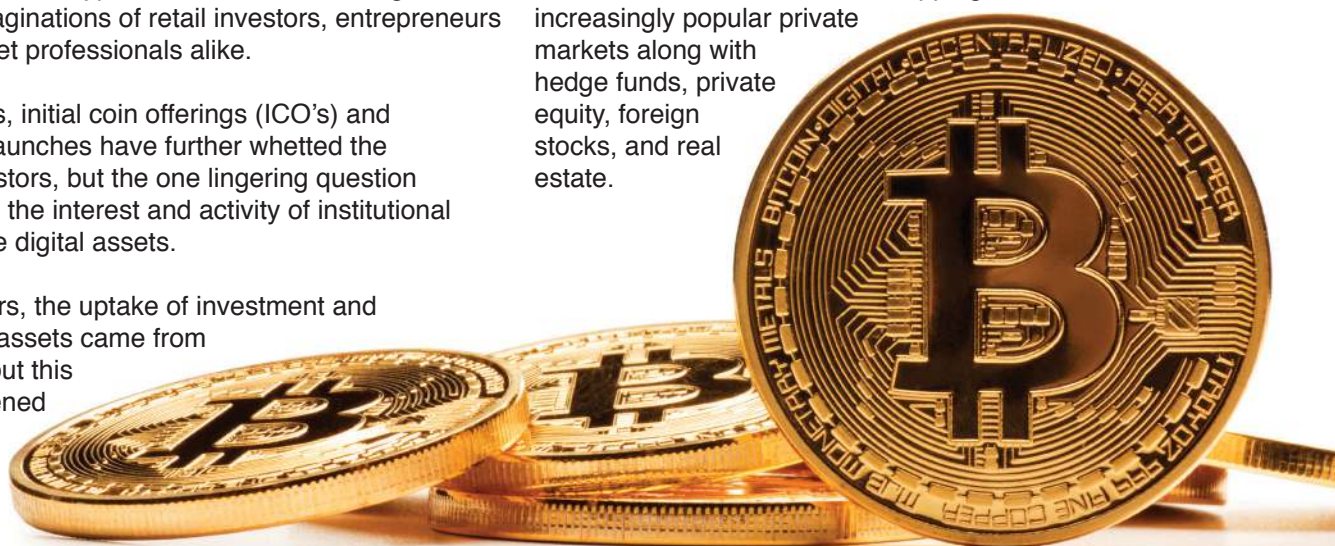 aginations of retail investors, entrepreneurs
et professionals alike.
s, initial coin offerings (ICO's) and
aunches have further whetted the
stors, but the one lingering question
the interest and activity of institutional
e digital assets.
rs, the uptake of investment and
assets came from
out this
ened
increasingly popular private
markets along with
hedge funds, private
equity, foreign
stocks, and real
estate.
BITCOIN•DIGITAL•DECENTRALIZED•PEER TO PEER
MJB MONETARY METALS
FINE COPPER